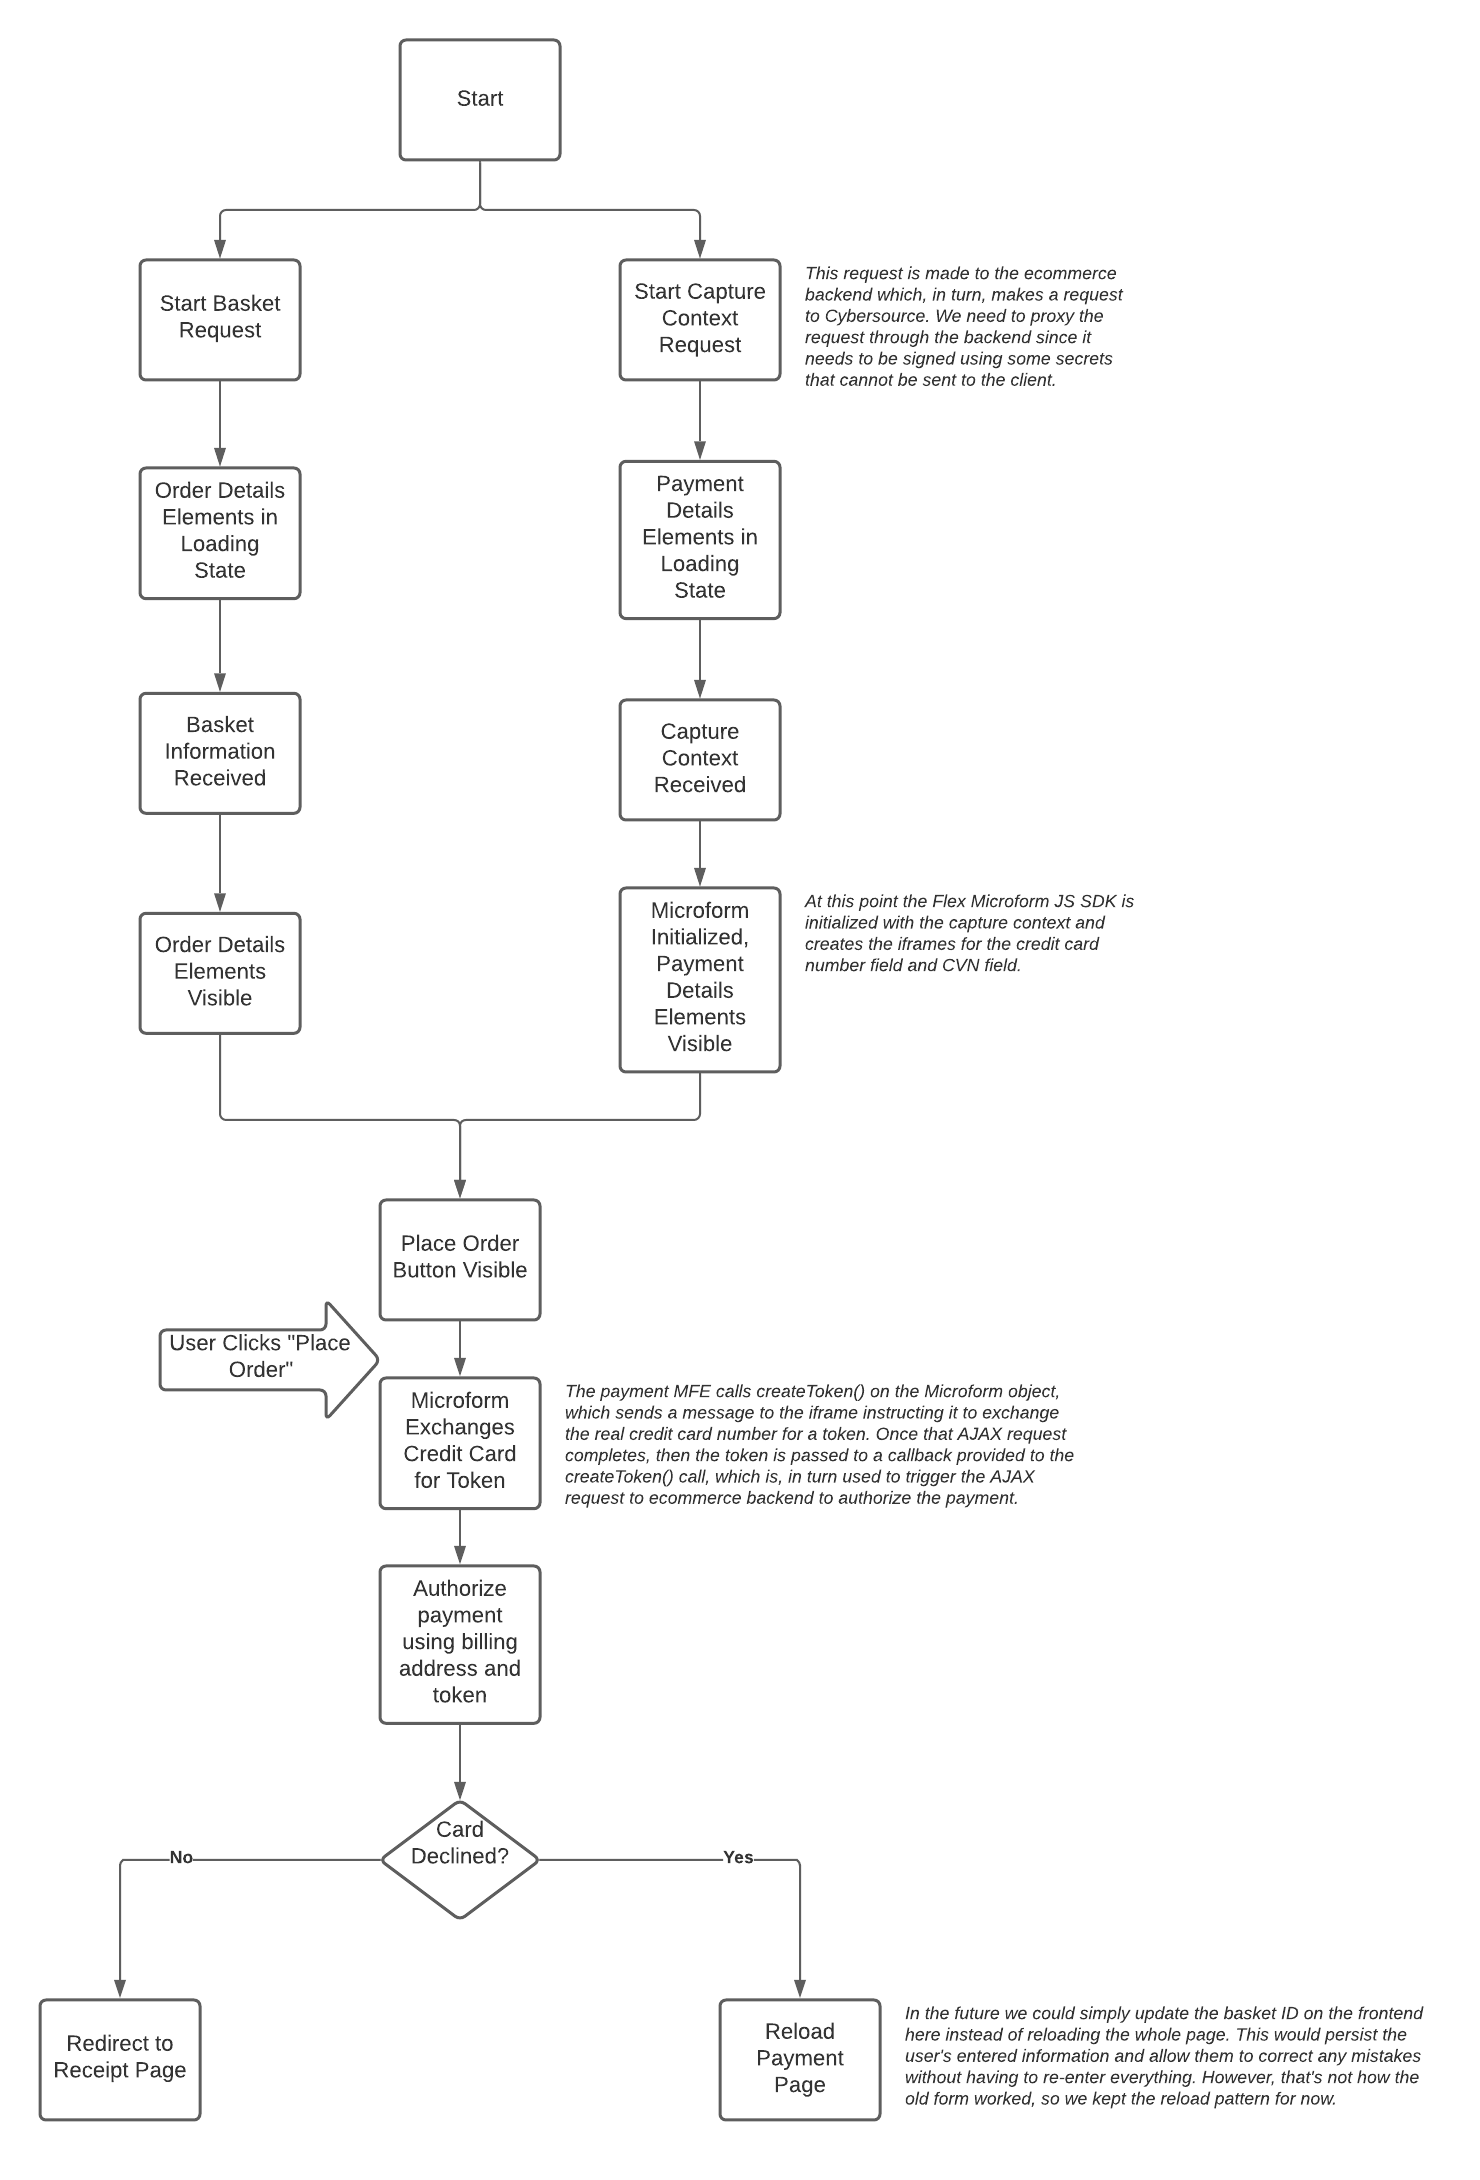 Start
Start Basket
Request
Start Capture
Context
Request
This request is made to the ecommerce
backend which, in turn, makes a request
to Cybersource. We need to proxy the
request through the backend since it
needs to be signed using some secrets
that cannot be sent to the client.
Order Details
Elements in
Loading
State
Payment
Details
Elements in
Loading
State
Basket
Information
Received
Capture
Context
Received
Order Details
Elements
Visible
Microform
Initialized,
Payment
Details
Elements
Visible
At this point the Flex Microform JS SDK is
initialized with the capture context and
creates the iframes for the credit card
number field and CVN field.
Place Order
Button Visible
User Clicks "Place
Order"
Microform
Exchanges
Credit Card
for Token
The payment MFE calls createToken() on the Microform object,
which sends a message to the iframe instructing it to exchange
the real credit card number for a token. Once that AJAX request
completes, then the token is passed to a callback provided to the
createToken() call, which is, in turn used to trigger the AJAX
request to ecommerce backend to authorize the payment.
Authorize
payment
using billing
address and
token
Card
Declined?
No
Yes
Redirect to
Receipt Page
Reload
Payment
Page
In the future we could simply update the basket ID on the frontend
here instead of reloading the whole page. This would persist the
user's entered information and allow them to correct any mistakes
without having to re-enter everything. However, that's not how the
old form worked, so we kept the reload pattern for now.